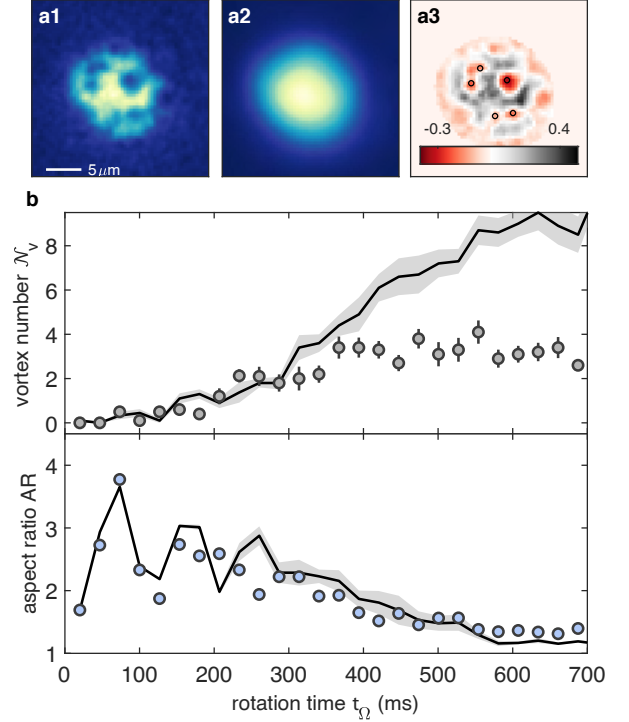 a1 a2 a3
5 μm
-0.3 0.4
b
vortex number 𝒩v
8
6
4
2
0
aspect ratio AR
4
3
2
1
0 100 200 300 400 500 600 700
rotation time tΩ (ms)